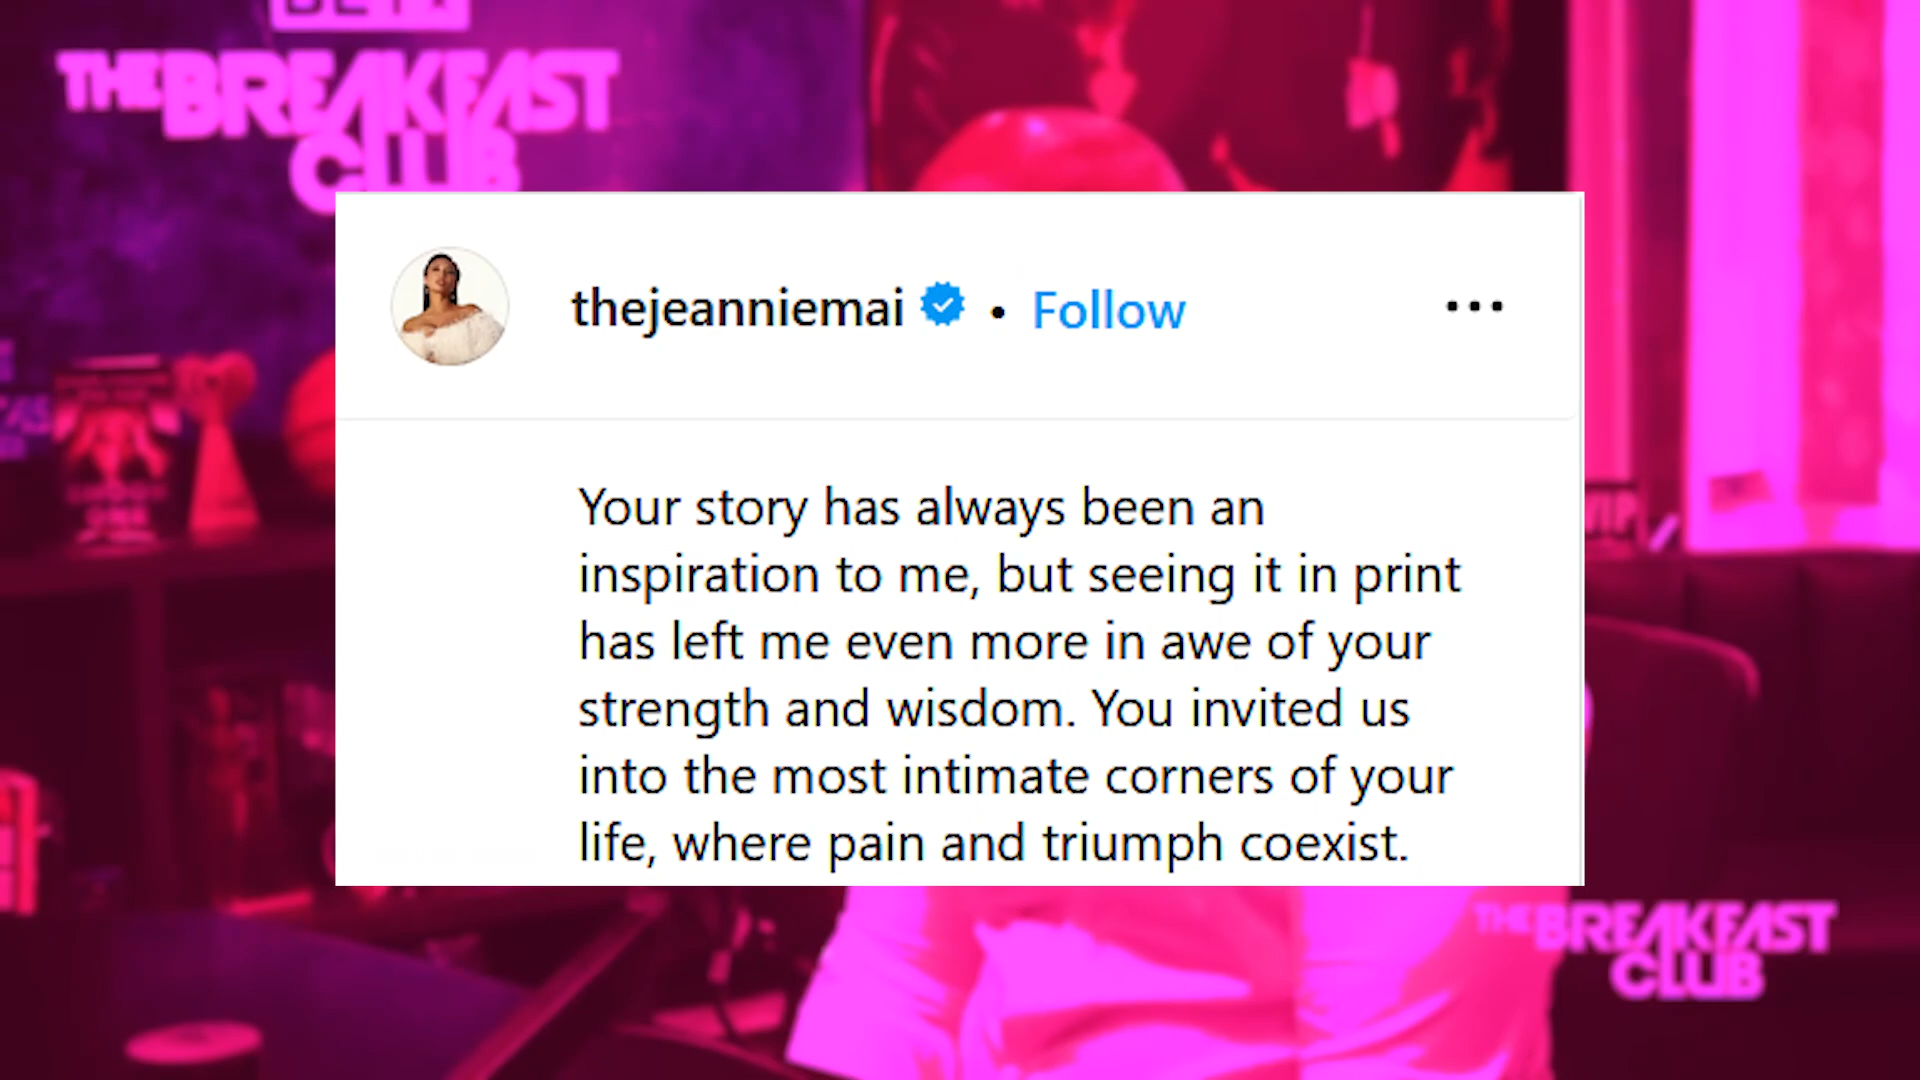 BET
THE BREAKFAST
CLUB
thejeanniemai • Follow
Your story has always been an
inspiration to me, but seeing it in print
has left me even more in awe of your
strength and wisdom. You invited us
into the most intimate corners of your
life, where pain and triumph coexist.
VIP
THE BREAKFAST
CLUB